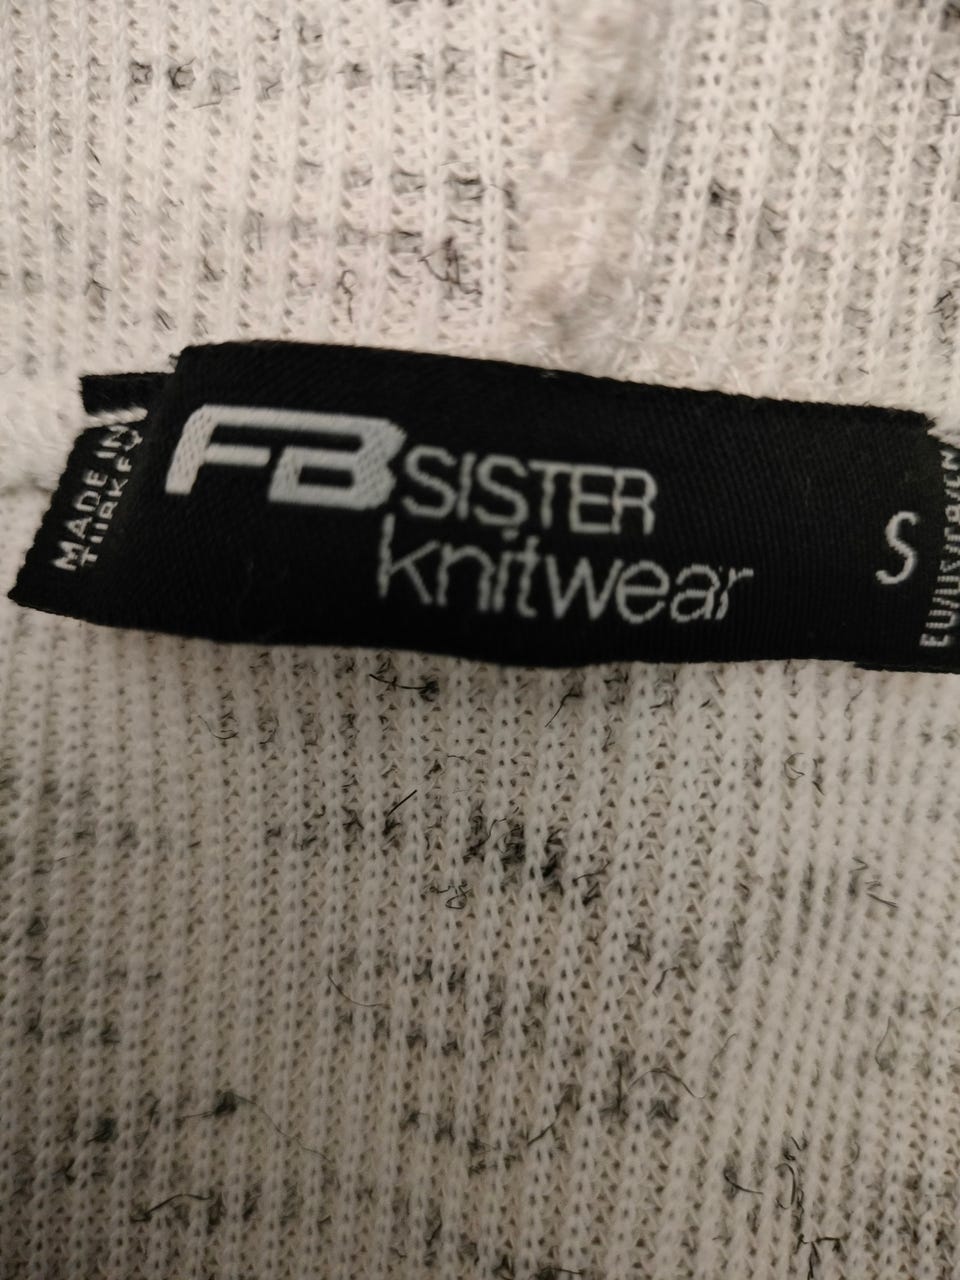 MADE IN
TURKEY
FB SISTER
knitwear
S